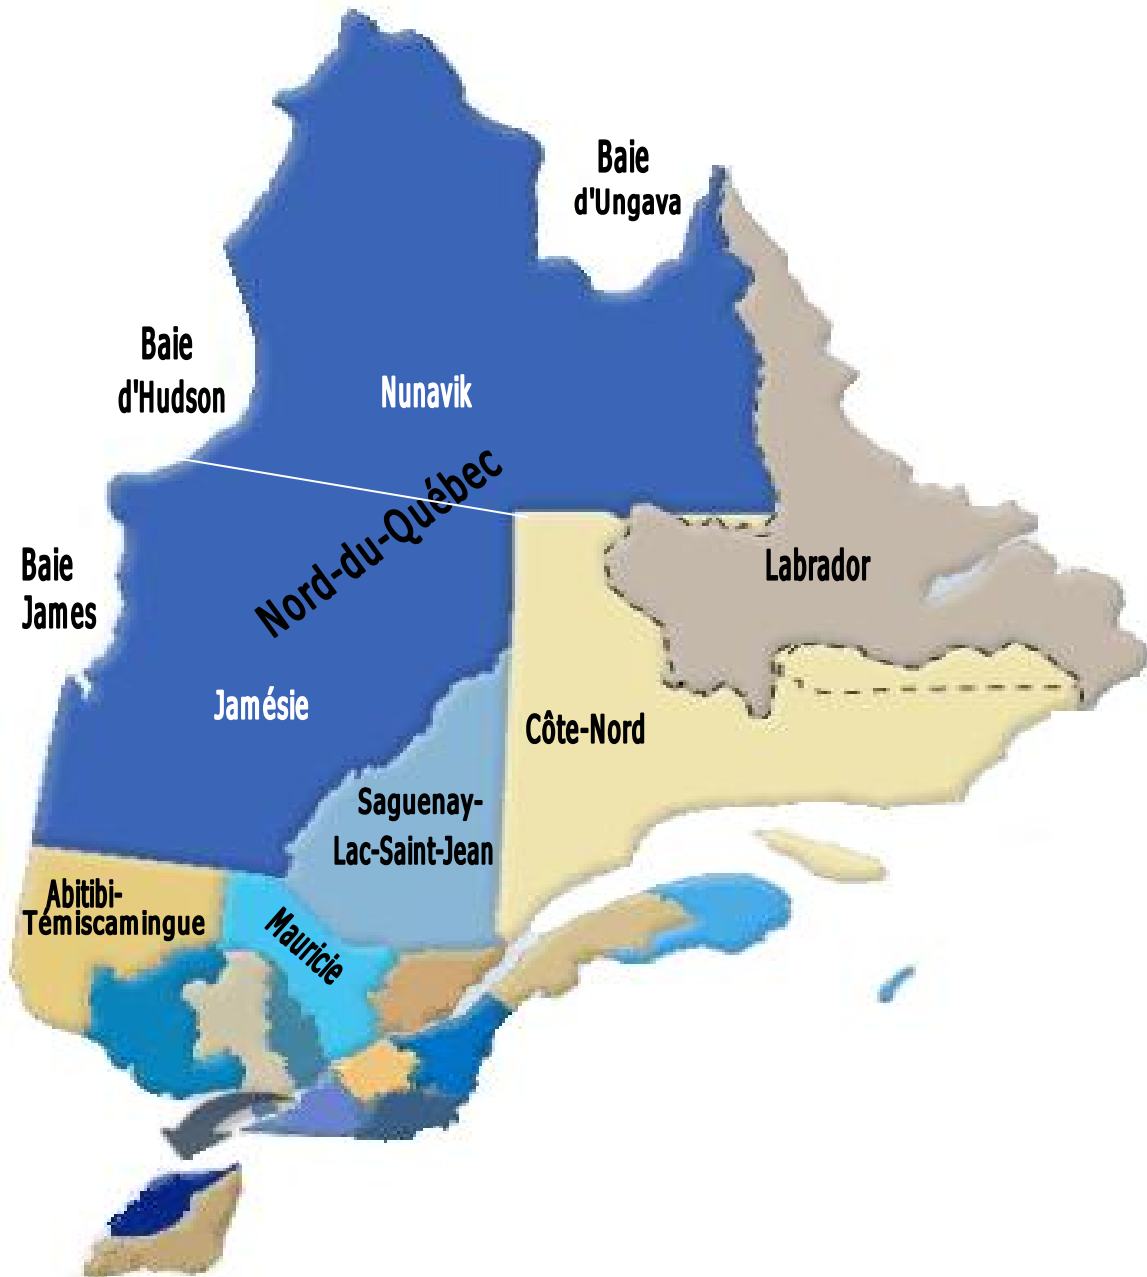 Baie
d'Ungava
Baie
d'Hudson
Nunavik
Nord-du-Québec
Baie
James
Labrador
Jamésie
Côte-Nord
Saguenay-
Lac-Saint-Jean
Abitibi-
Témiscamingue
Mauricie